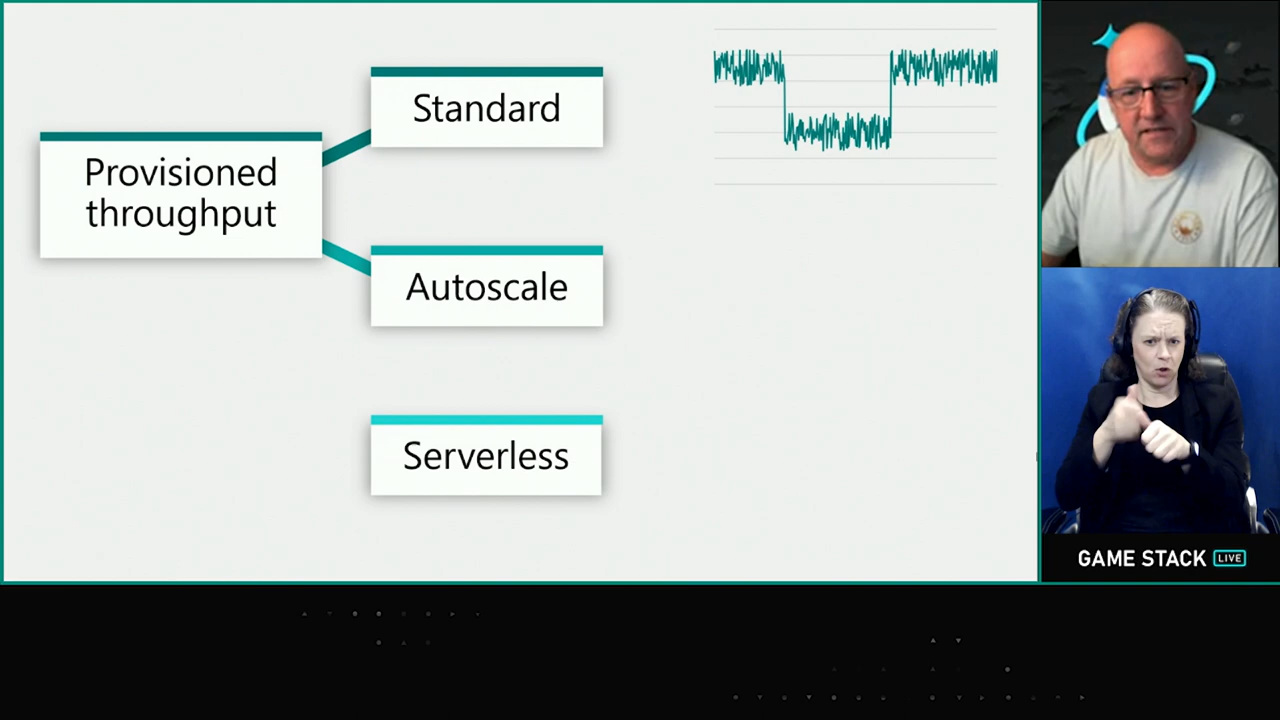 Provisioned
throughput
Standard
Autoscale
Serverless
GAME STACK LIVE